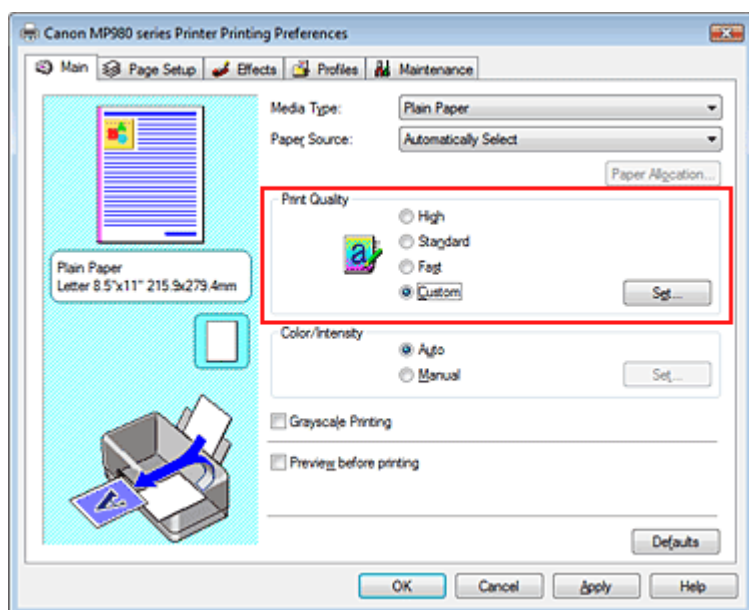 Canon MP980 series Printer Printing Preferences
Main Page Setup Effects Profiles Maintenance
Media Type: Plain Paper
Paper Source: Automatically Select
Paper Allocation...
Print Quality
High
Standard
Fast
Custom Set...
Plain Paper
Letter 8.5"x11" 215.9x279.4mm
Color/Intensity
Auto
Manual Set...
Grayscale Printing
Preview before printing
Defaults
OK Cancel Apply Help